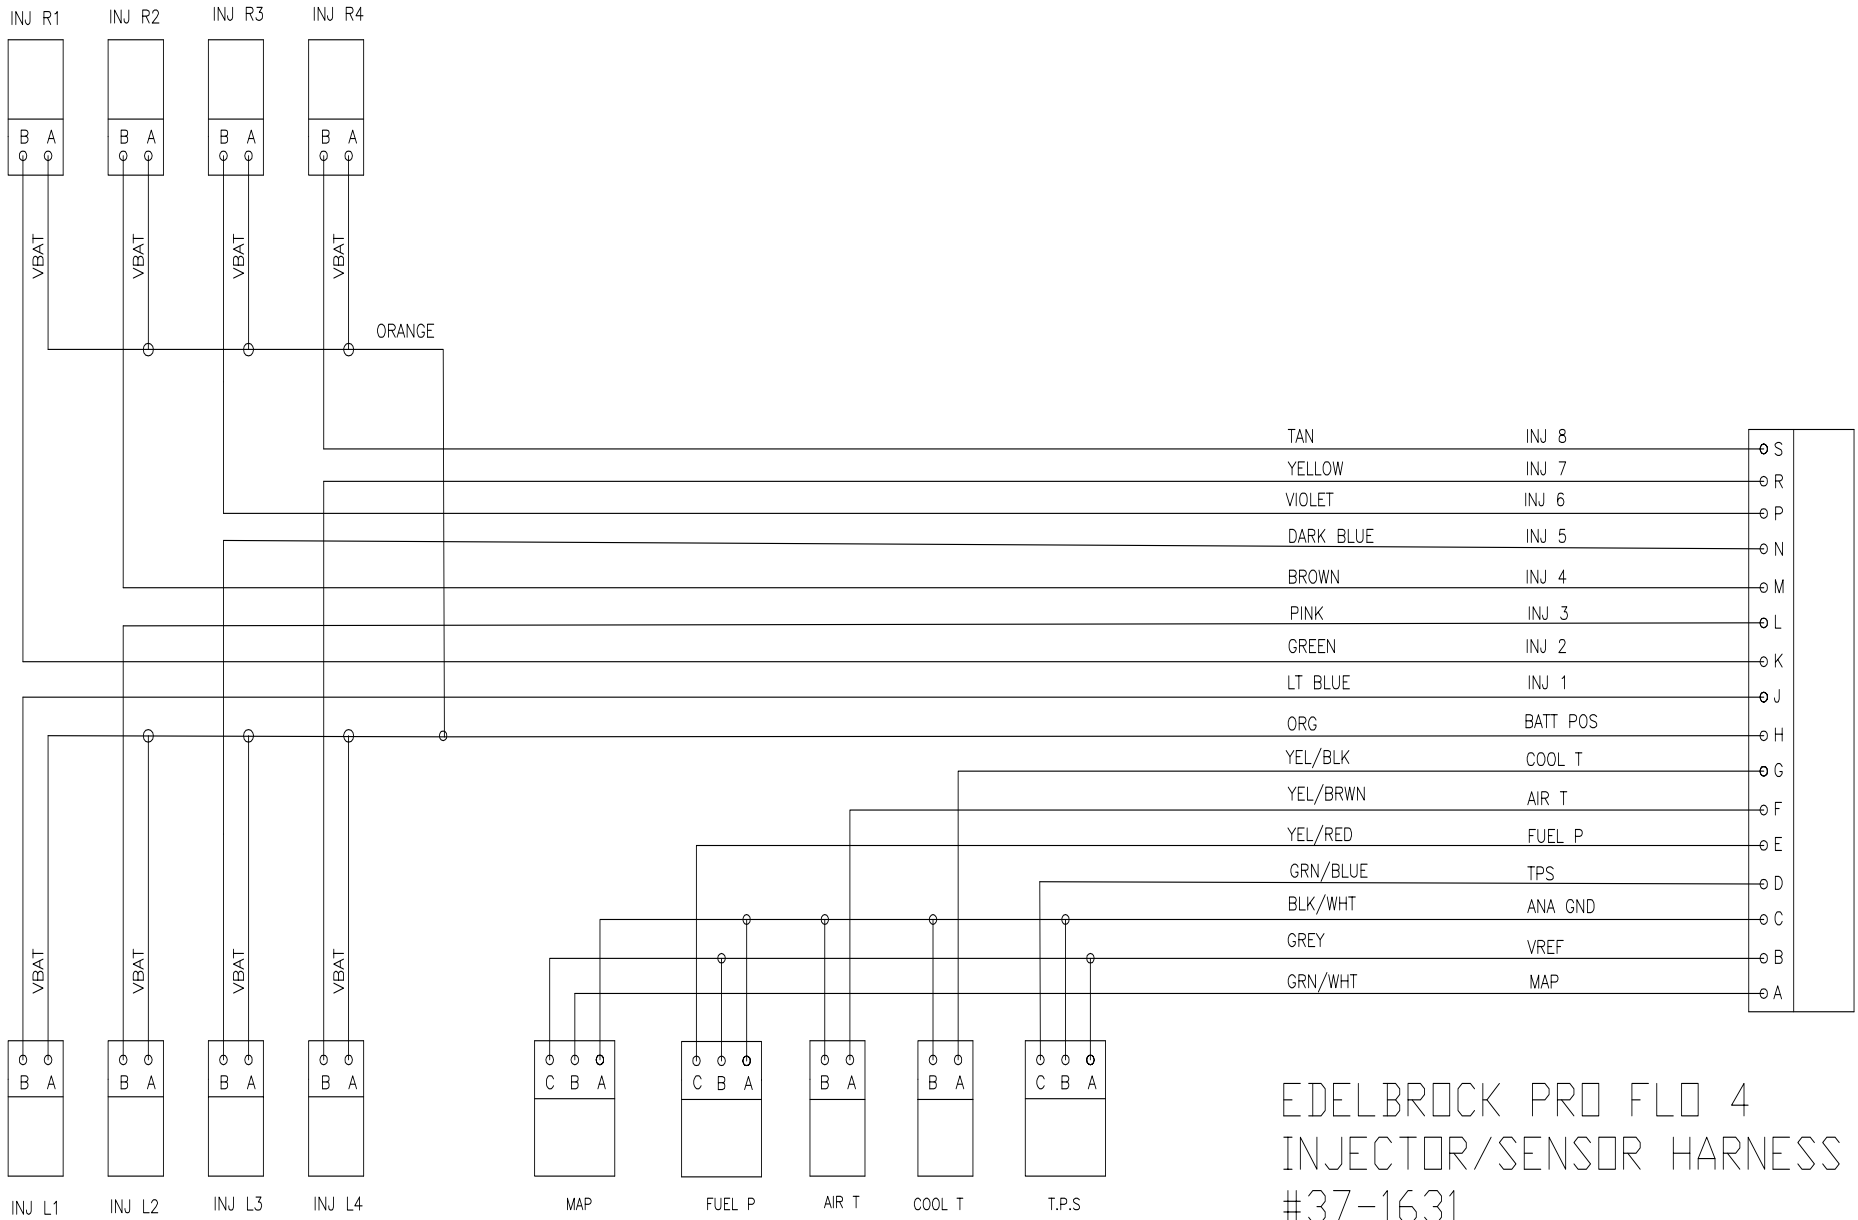 INJ R1 INJ R2 INJ R3 INJ R4
B A B A B A B A
VBAT VBAT VBAT VBAT
ORANGE
TAN INJ 8 S
YELLOW INJ 7 R
VIOLET INJ 6 P
DARK BLUE INJ 5 N
BROWN INJ 4 M
PINK INJ 3 L
GREEN INJ 2 K
LT BLUE INJ 1 J
ORG BATT POS H
YEL/BLK COOL T G
YEL/BRWN AIR T F
YEL/RED FUEL P E
GRN/BLUE TPS D
BLK/WHT ANA GND C
GREY VREF B
GRN/WHT MAP A
VBAT VBAT VBAT VBAT
B A B A B A B A C B A C B A B A B A C B A
INJ L1 INJ L2 INJ L3 INJ L4 MAP FUEL P AIR T COOL T T.P.S
EDELBROCK PRO FLO 4
INJECTOR/SENSOR HARNESS
#37-1631